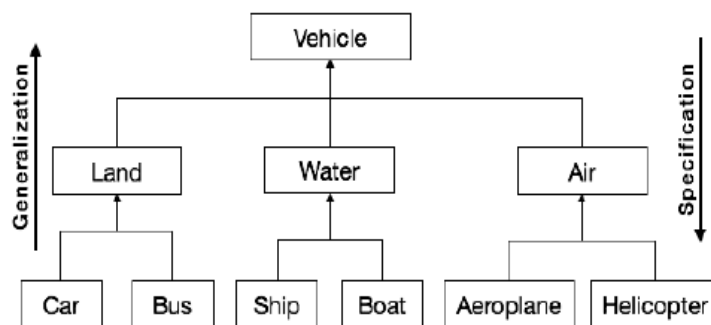 Vehicle
Generalization
Specification
Land
Water
Air
Car
Bus
Ship
Boat
Aeroplane
Helicopter